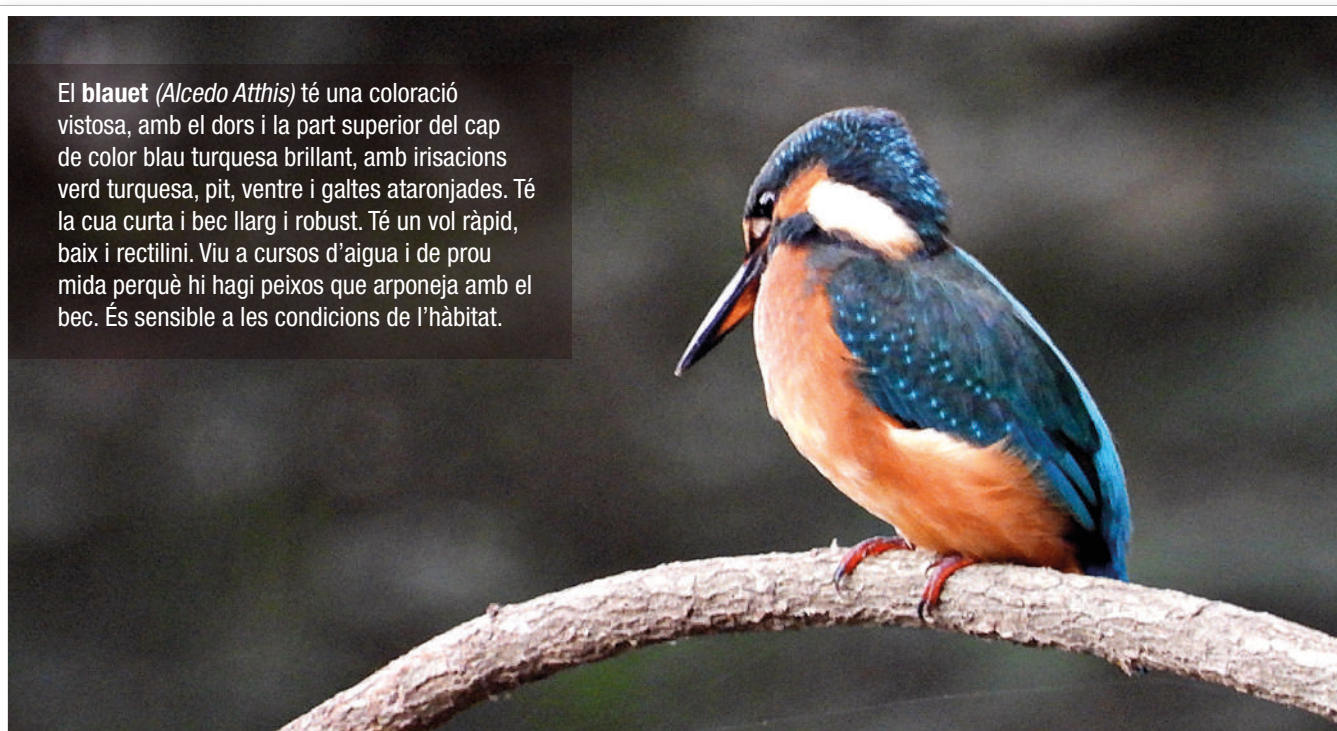 El blauet (Alcedo Atthis) té una coloració
vistosa, amb el dors i la part superior del cap
de color blau turquesa brillant, amb irisacions
verd turquesa, pit, ventre i galtes ataronjades. Té
la cua curta i bec llarg i robust. Té un vol ràpid,
baix i rectilini. Viu a cursos d’aigua i de prou
mida perquè hi hagi peixos que arponeja amb el
bec. És sensible a les condicions de l’hàbitat.